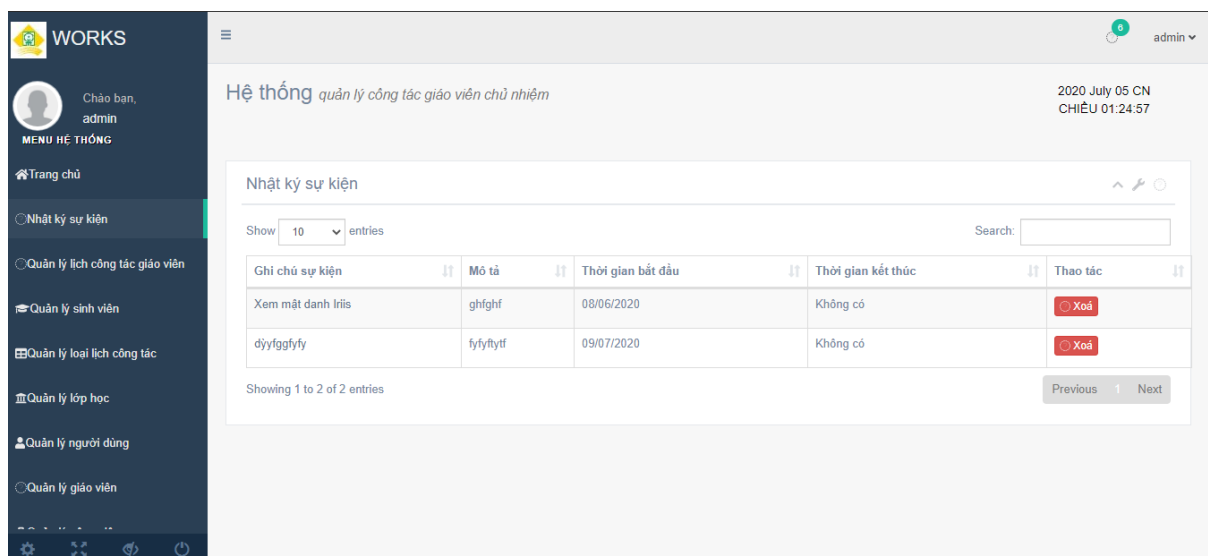 WORKS
6
admin
Chào bạn,
admin
MENU HỆ THỐNG
Trang chủ
Nhật ký sự kiện
Quản lý lịch công tác giáo viên
Quản lý sinh viên
Quản lý loại lịch công tác
Quản lý lớp học
Quản lý người dùng
Quản lý giáo viên
Hệ thống quản lý công tác giáo viên chủ nhiệm
2020 July 05 CN
CHIỀU 01:24:57
Nhật ký sự kiện
Show 10 entries
Search:
Ghi chú sự kiện Mô tả Thời gian bắt đầu Thời gian kết thúc Thao tác
Xem mật danh Iriis ghfghf 08/06/2020 Không có Xoá
dỳyfggfyfy fyfyftytf 09/07/2020 Không có Xoá
Showing 1 to 2 of 2 entries
Previous 1 Next